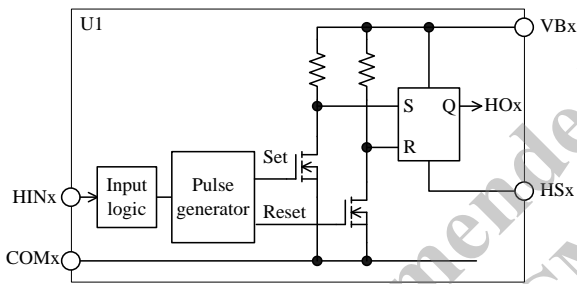 U1
VBx
S
Q
HOx
R
Set
HINx
Input
logic
Pulse
generator
HSx
Reset
COMx